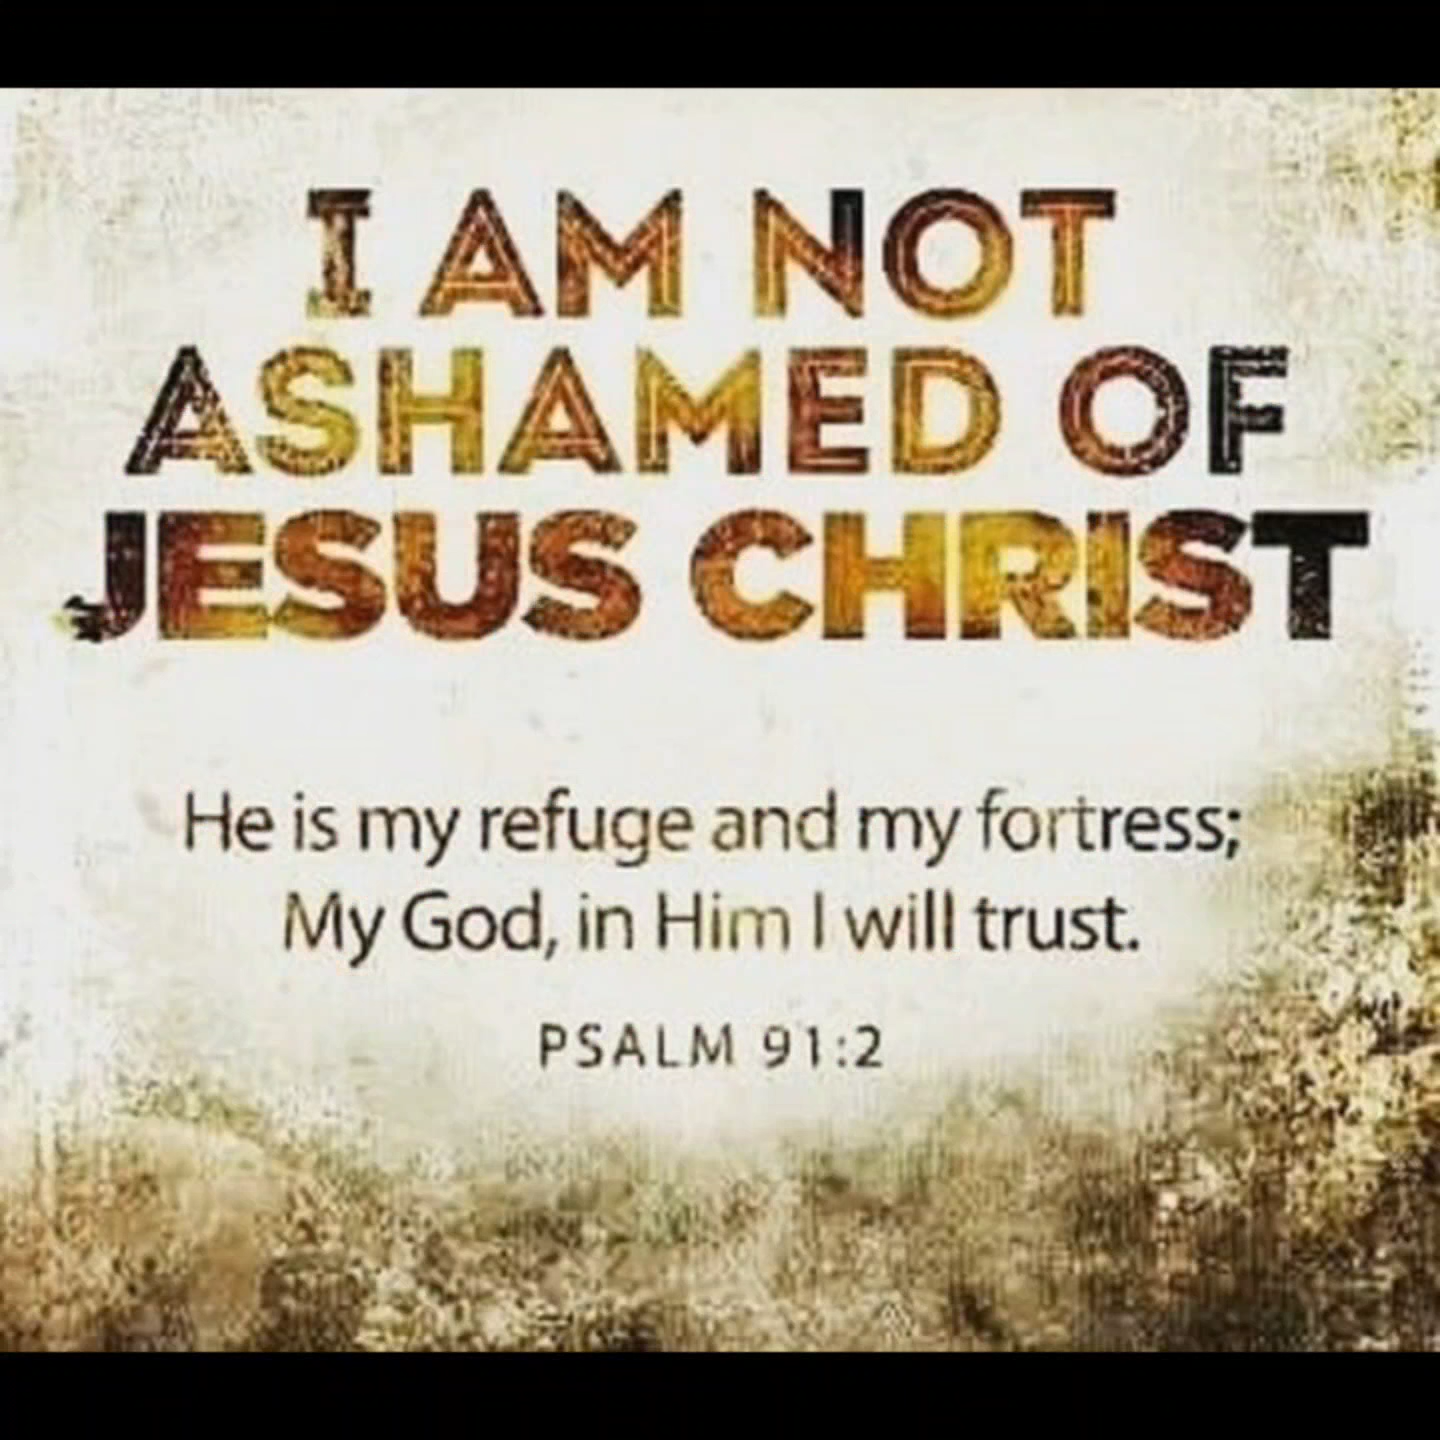 I AM NOT
ASHAMED OF
JESUS CHRIST
He is my refuge and my fortress;
My God, in Him I will trust.
PSALM 91:2